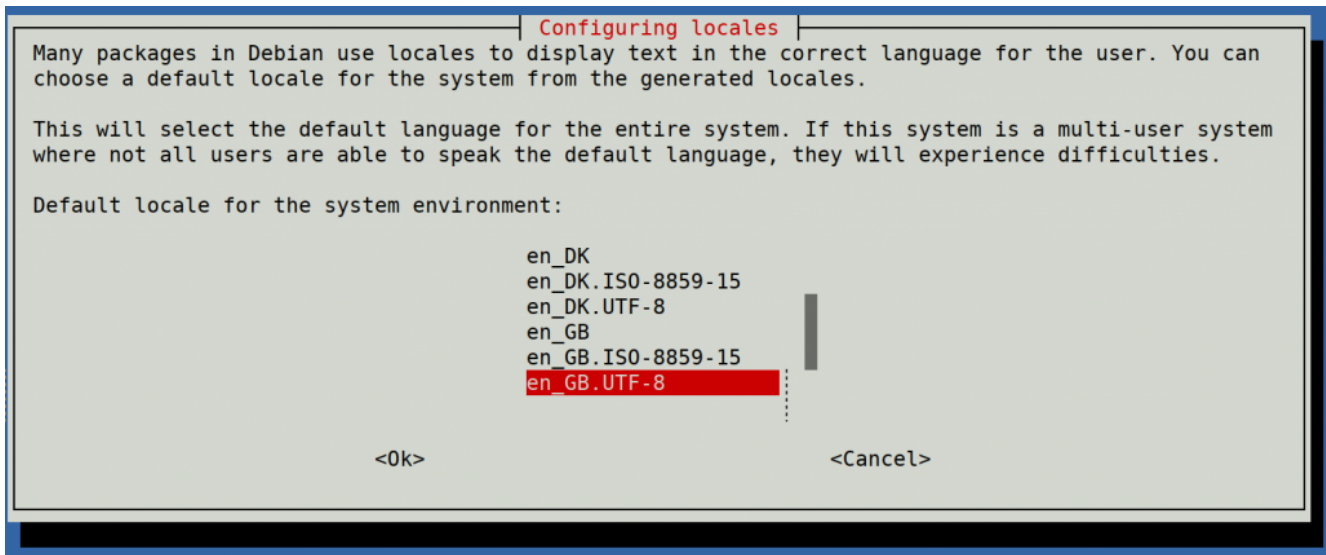 Configuring locales
Many packages in Debian use locales to display text in the correct language for the user. You can
choose a default locale for the system from the generated locales.
This will select the default language for the entire system. If this system is a multi-user system
where not all users are able to speak the default language, they will experience difficulties.
Default locale for the system environment:
en_DK
en_DK.ISO-8859-15
en_DK.UTF-8
en_GB
en_GB.ISO-8859-15
en_GB.UTF-8
<Ok> <Cancel>